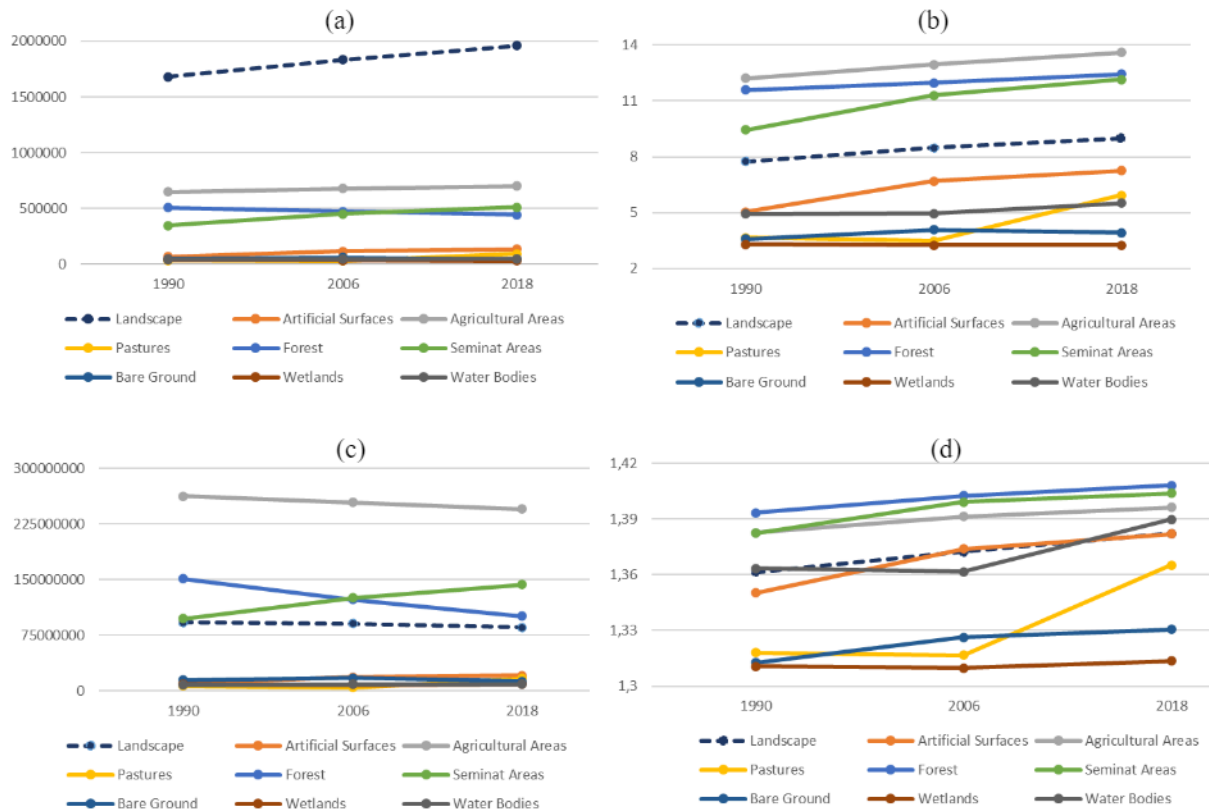 (a)
2000000
1500000
1000000
500000
0
1990 2006 2018
Landscape Artificial Surfaces Agricultural Areas
Pastures Forest Seminat Areas
Bare Ground Wetlands Water Bodies
(b)
14
11
8
5
2
1990 2006 2018
Landscape Artificial Surfaces Agricultural Areas
Pastures Forest Seminat Areas
Bare Ground Wetlands Water Bodies
(c)
300000000
225000000
150000000
75000000
0
1990 2006 2018
Landscape Artificial Surfaces Agricultural Areas
Pastures Forest Seminat Areas
Bare Ground Wetlands Water Bodies
(d)
1,42
1,39
1,36
1,33
1,3
1990 2006 2018
Landscape Artificial Surfaces Agricultural Areas
Pastures Forest Seminat Areas
Bare Ground Wetlands Water Bodies